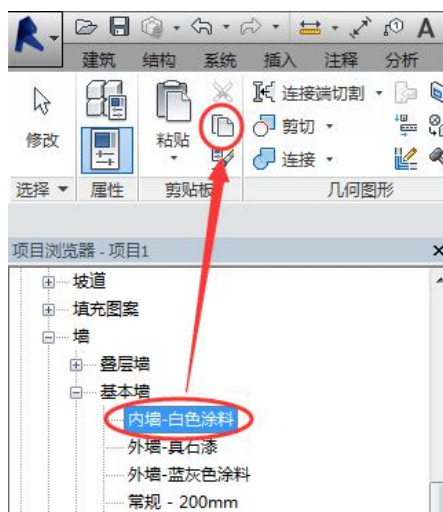 A
建筑 结构 系统 插入 注释 分析
修改 粘贴 连接端切割
剪切
连接
选择 属性 剪贴板 几何图形
项目浏览器 - 项目1
坡道
填充图案
墙
叠层墙
基本墙
内墙-白色涂料
外墙-真石漆
外墙-蓝灰色涂料
常规 - 200mm